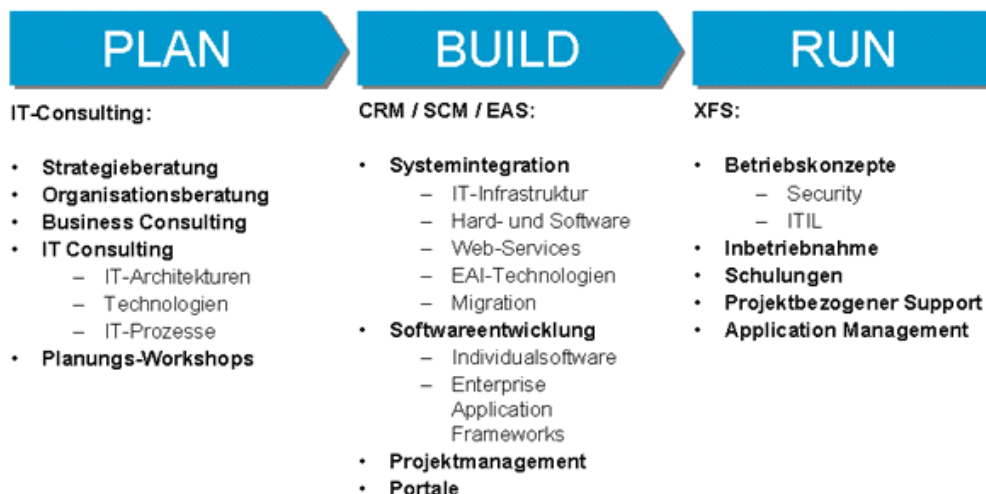 PLAN
IT-Consulting:
• Strategieberatung
• Organisationsberatung
• Business Consulting
• IT Consulting
– IT-Architekturen
– Technologien
– IT-Prozesse
• Planungs-Workshops
BUILD
CRM / SCM / EAS:
• Systemintegration
– IT-Infrastruktur
– Hard- und Software
– Web-Services
– EAI-Technologien
– Migration
• Softwareentwicklung
– Individualsoftware
– Enterprise
Application
Frameworks
• Projektmanagement
• Portale
RUN
XFS:
• Betriebskonzepte
– Security
– ITIL
• Inbetriebnahme
• Schulungen
• Projektbezogener Support
• Application Management